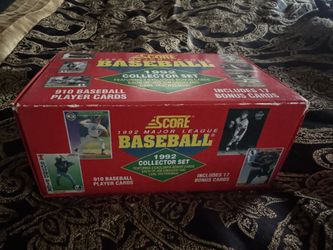 SCORE
BASEBALL
1992
COLLECTOR SET
910 BASEBALL
PLAYER CARDS
INCLUDES 17
BONUS CARDS
SCORE
1992 MAJOR LEAGUE
BASEBALL
1992
COLLECTOR SET
910 BASEBALL
PLAYER CARDS
INCLUDES 17
BONUS CARDS